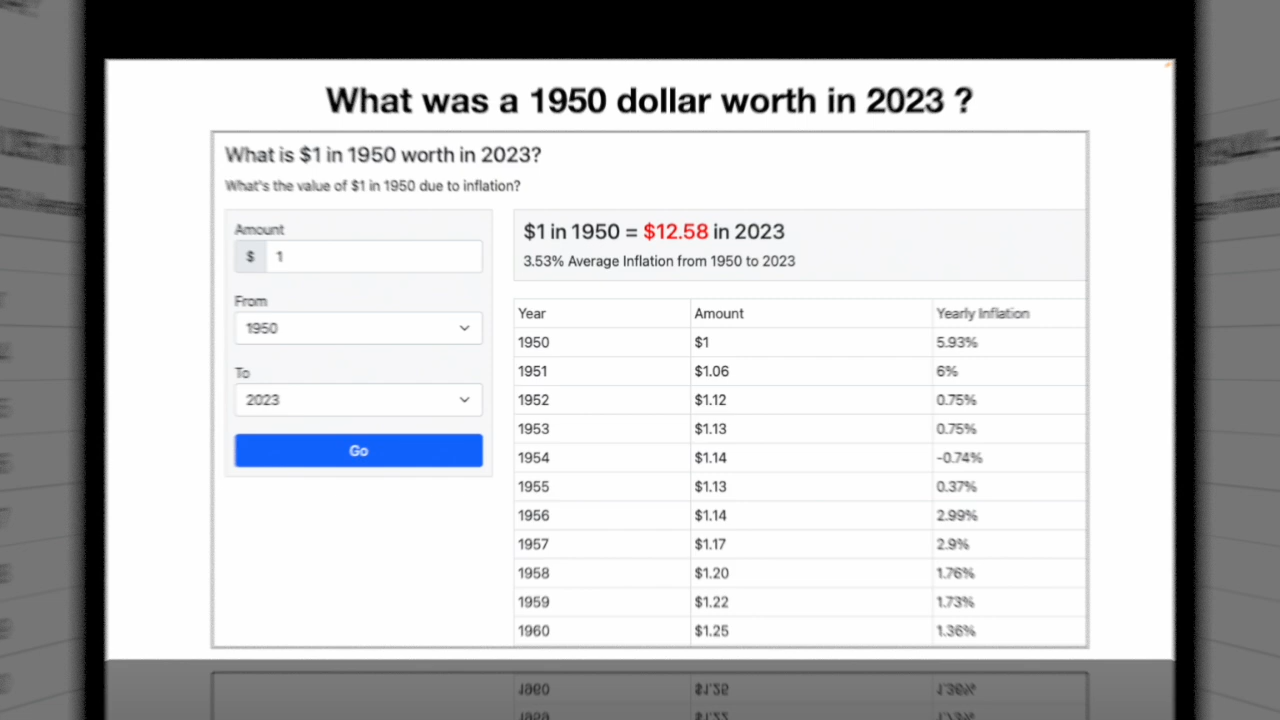 What was a 1950 dollar worth in 2023 ?
What is $1 in 1950 worth in 2023?
What's the value of $1 in 1950 due to inflation?
Amount
$ 1
From
1950
To
2023
Go
$1 in 1950 = $12.58 in 2023
3.53% Average Inflation from 1950 to 2023
Year Amount Yearly Inflation
1950 $1 5.93%
1951 $1.06 6%
1952 $1.12 0.75%
1953 $1.13 0.75%
1954 $1.14 -0.74%
1955 $1.13 0.37%
1956 $1.14 2.99%
1957 $1.17 2.9%
1958 $1.20 1.76%
1959 $1.22 1.73%
1960 $1.25 1.36%